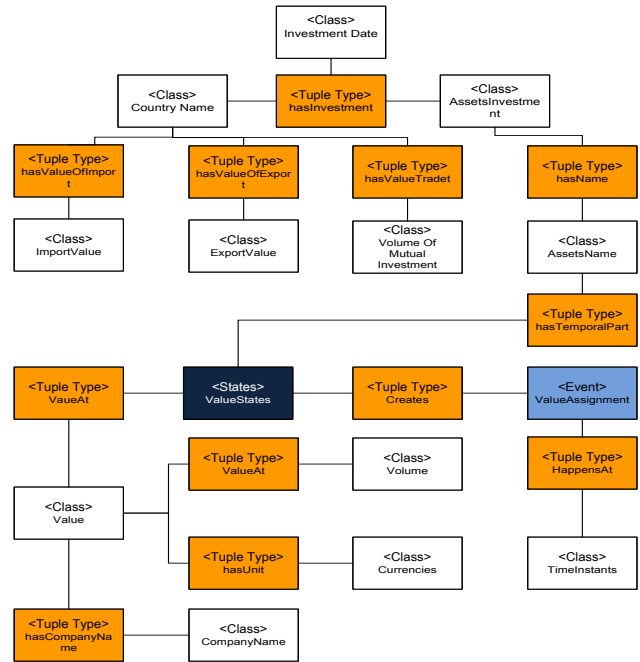 <Class>
Investment Date
<Class>
Country Name
<Tuple Type>
hasInvestment
<Class>
AssetsInvestme
nt
<Tuple Type>
hasValueOfImpor
t
<Tuple Type>
hasValueOfExpor
t
<Tuple Type>
hasValueTradet
<Tuple Type>
hasName
<Class>
ImportValue
<Class>
ExportValue
<Class>
Volume Of
Mutual
Investment
<Class>
AssetsName
<Tuple Type>
hasTemporalPart
<Tuple Type>
VaueAt
<States>
ValueStates
<Tuple Type>
Creates
<Event>
ValueAssignment
<Tuple Type>
ValueAt
<Class>
Volume
<Tuple Type>
HappensAt
<Class>
Value
<Tuple Type>
hasUnit
<Class>
Currencies
<Class>
TimeInstants
<Tuple Type>
hasCompanyNa
me
<Class>
CompanyName